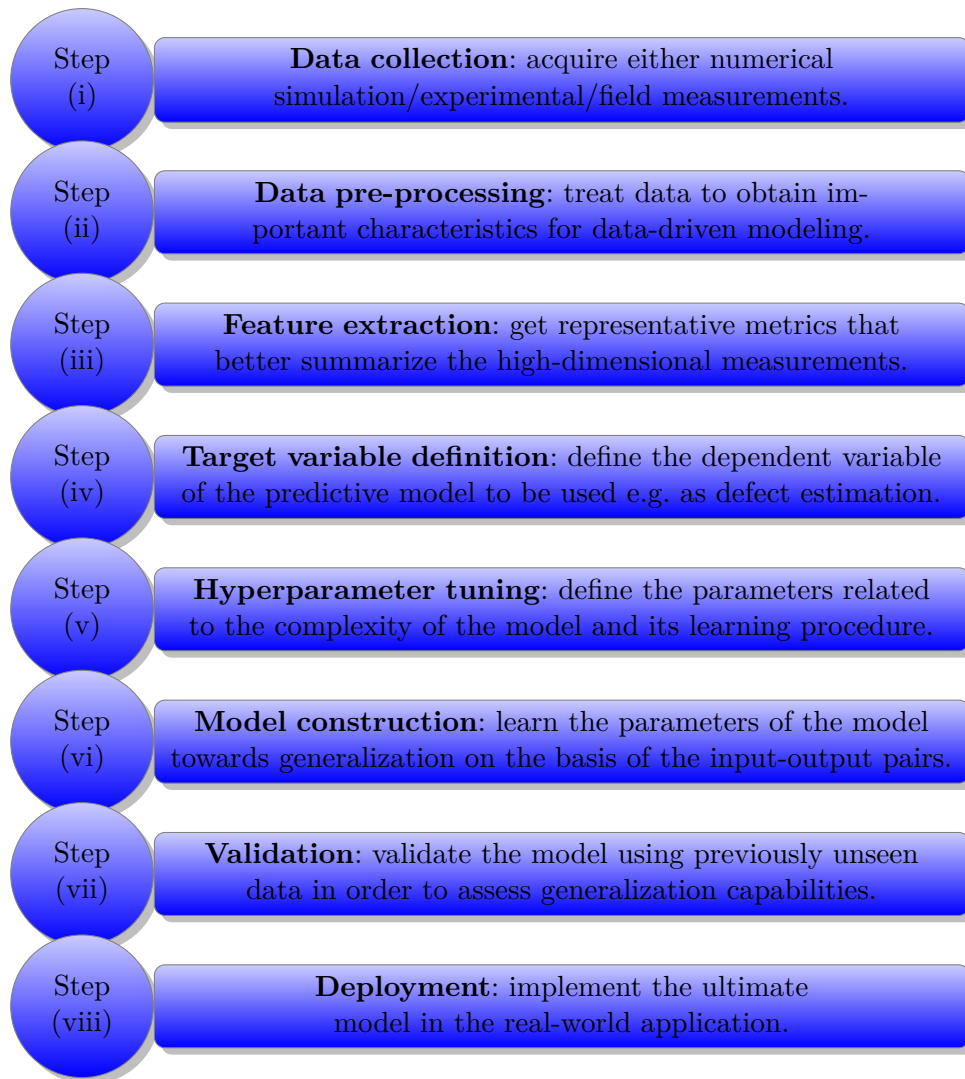 Step
(i)
Data collection: acquire either numerical
simulation/experimental/field measurements.
Step
(ii)
Data pre-processing: treat data to obtain im-
portant characteristics for data-driven modeling.
Step
(iii)
Feature extraction: get representative metrics that
better summarize the high-dimensional measurements.
Step
(iv)
Target variable definition: define the dependent variable
of the predictive model to be used e.g. as defect estimation.
Step
(v)
Hyperparameter tuning: define the parameters related
to the complexity of the model and its learning procedure.
Step
(vi)
Model construction: learn the parameters of the model
towards generalization on the basis of the input-output pairs.
Step
(vii)
Validation: validate the model using previously unseen
data in order to assess generalization capabilities.
Step
(viii)
Deployment: implement the ultimate
model in the real-world application.